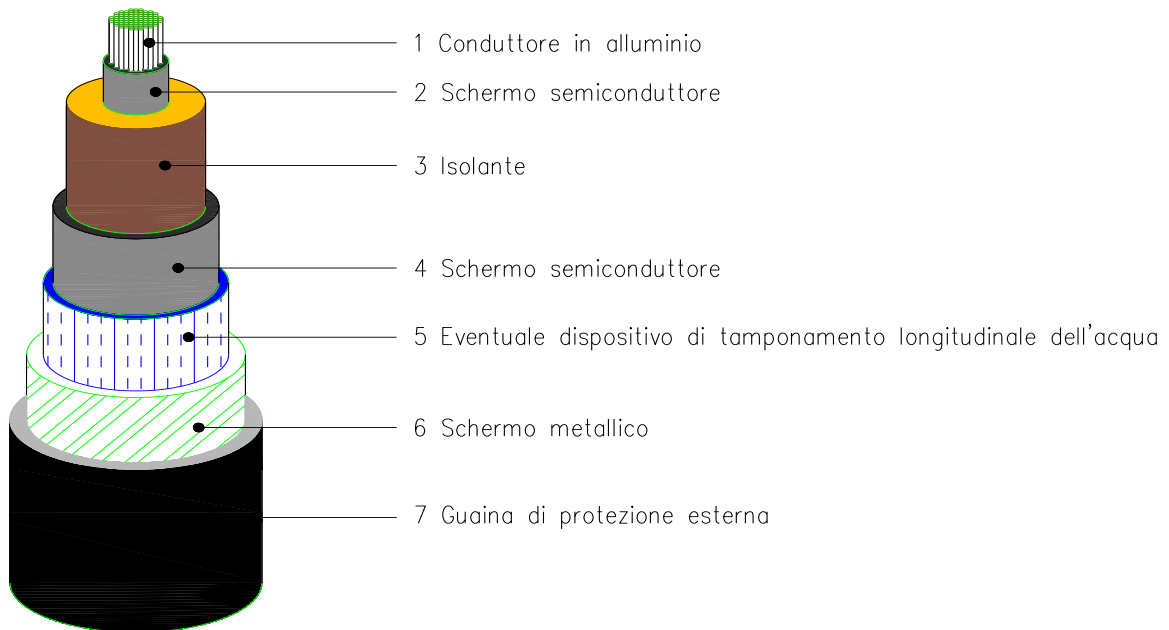 1 Conduttore in alluminio
2 Schermo semiconduttore
3 Isolante
4 Schermo semiconduttore
5 Eventuale dispositivo di tamponamento longitudinale dell'acqua
6 Schermo metallico
7 Guaina di protezione esterna